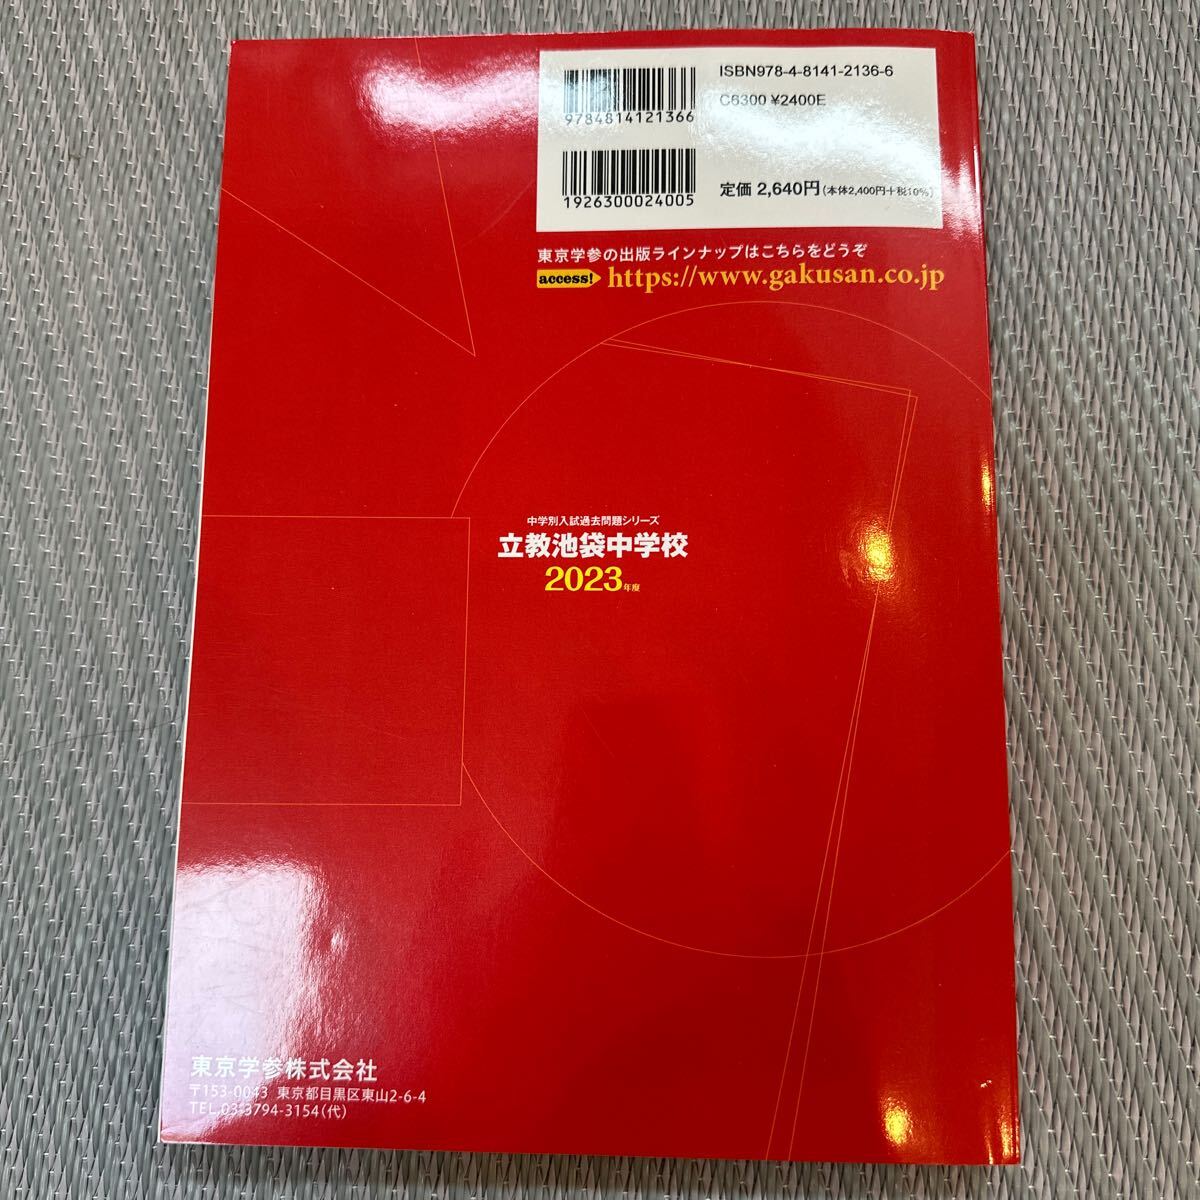 ISBN978-4-8141-2136-6
C6300 ¥2400E
9784814121366
1926300024005
定価 2,640円(本体2,400円+税10%)
東京学参の出版ラインナップはこちらをどうぞ
access! https://www.gakusan.co.jp
中学別入試過去問題シリーズ
立教池袋中学校
2023年度
東京学参株式会社
〒153-0043 東京都目黒区東山2-6-4
TEL.03-3794-3154(代)